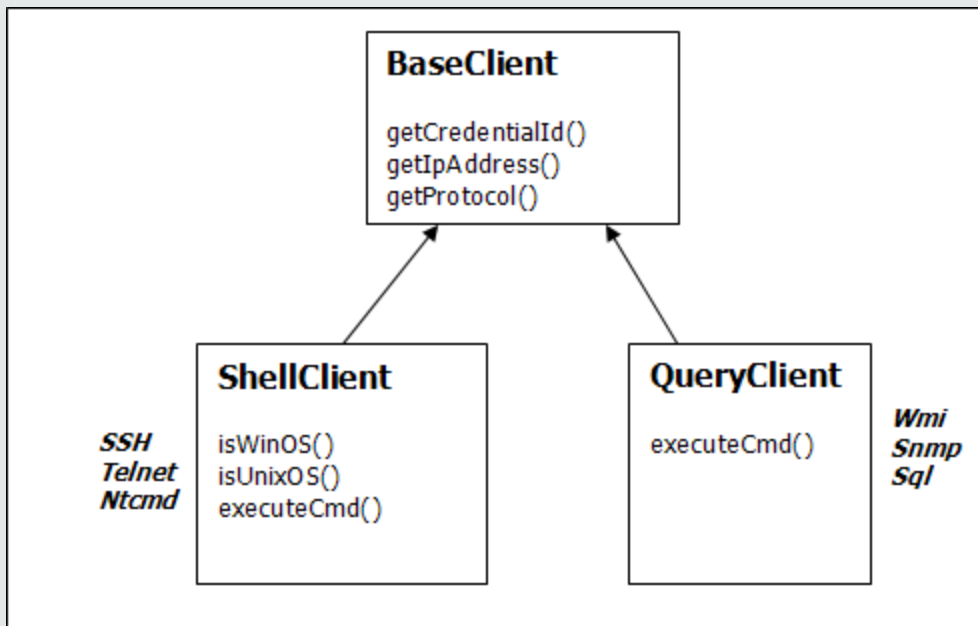 BaseClient
getCredentialId()
getIpAddress()
getProtocol()
ShellClient
isWinOS()
isUnixOS()
executeCmd()
SSH
Telnet
Ntcmd
QueryClient
executeCmd()
Wmi
Snmp
Sql